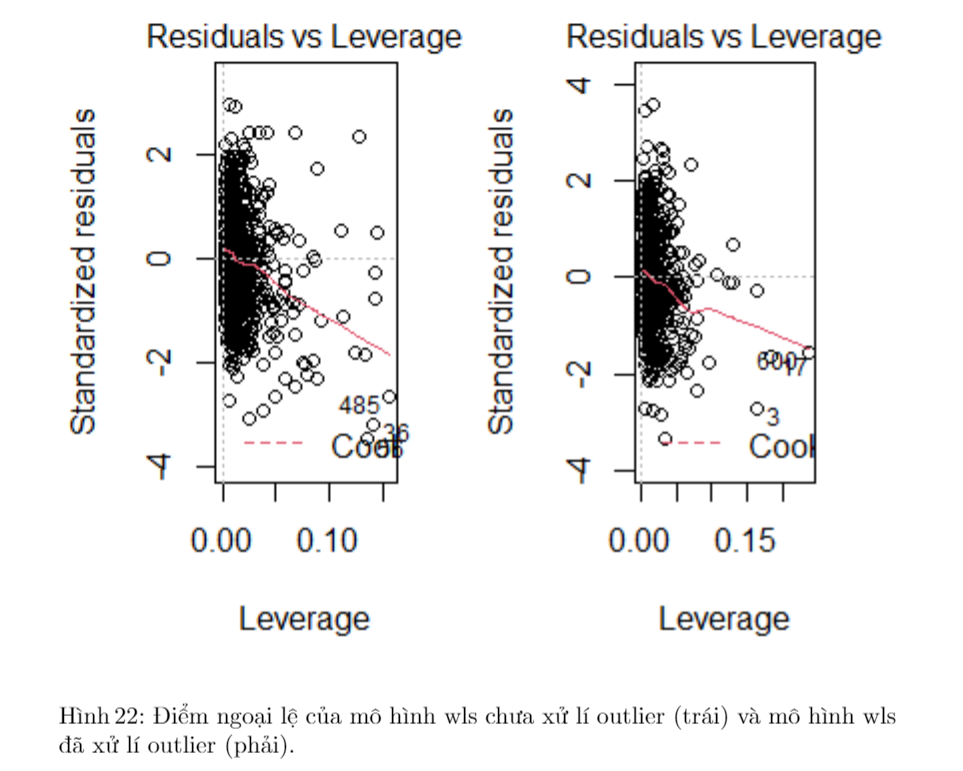 Residuals vs Leverage
Residuals vs Leverage
Standardized residuals
2
0
-2
-4
485
Cook
0.00 0.10
Leverage
Standardized residuals
4
2
0
-2
-4
3
Cook
0.00 0.15
Leverage
Hình 22: Điểm ngoại lệ của mô hình wls chưa xử lí outlier (trái) và mô hình wls
đã xử lí outlier (phải).